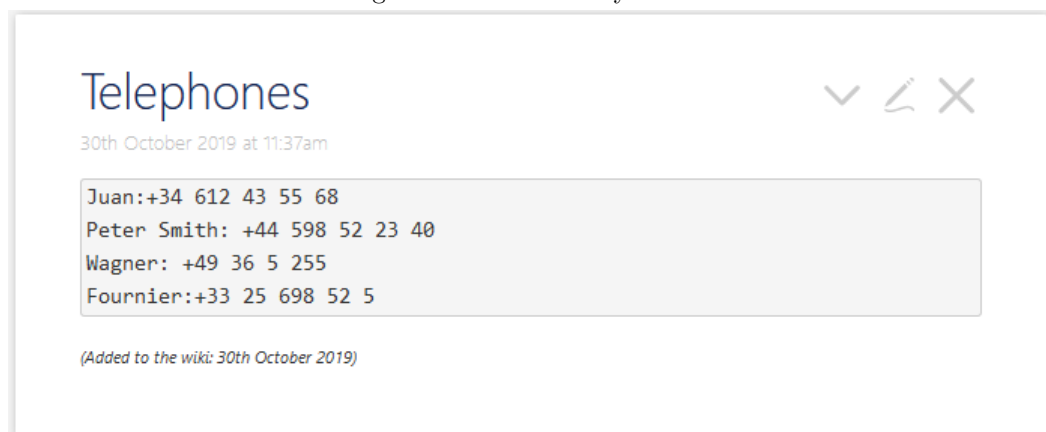 Telephones
30th October 2019 at 11:37am
Juan:+34 612 43 55 68
Peter Smith: +44 598 52 23 40
Wagner: +49 36 5 255
Fournier:+33 25 698 52 5
(Added to the wiki: 30th October 2019)